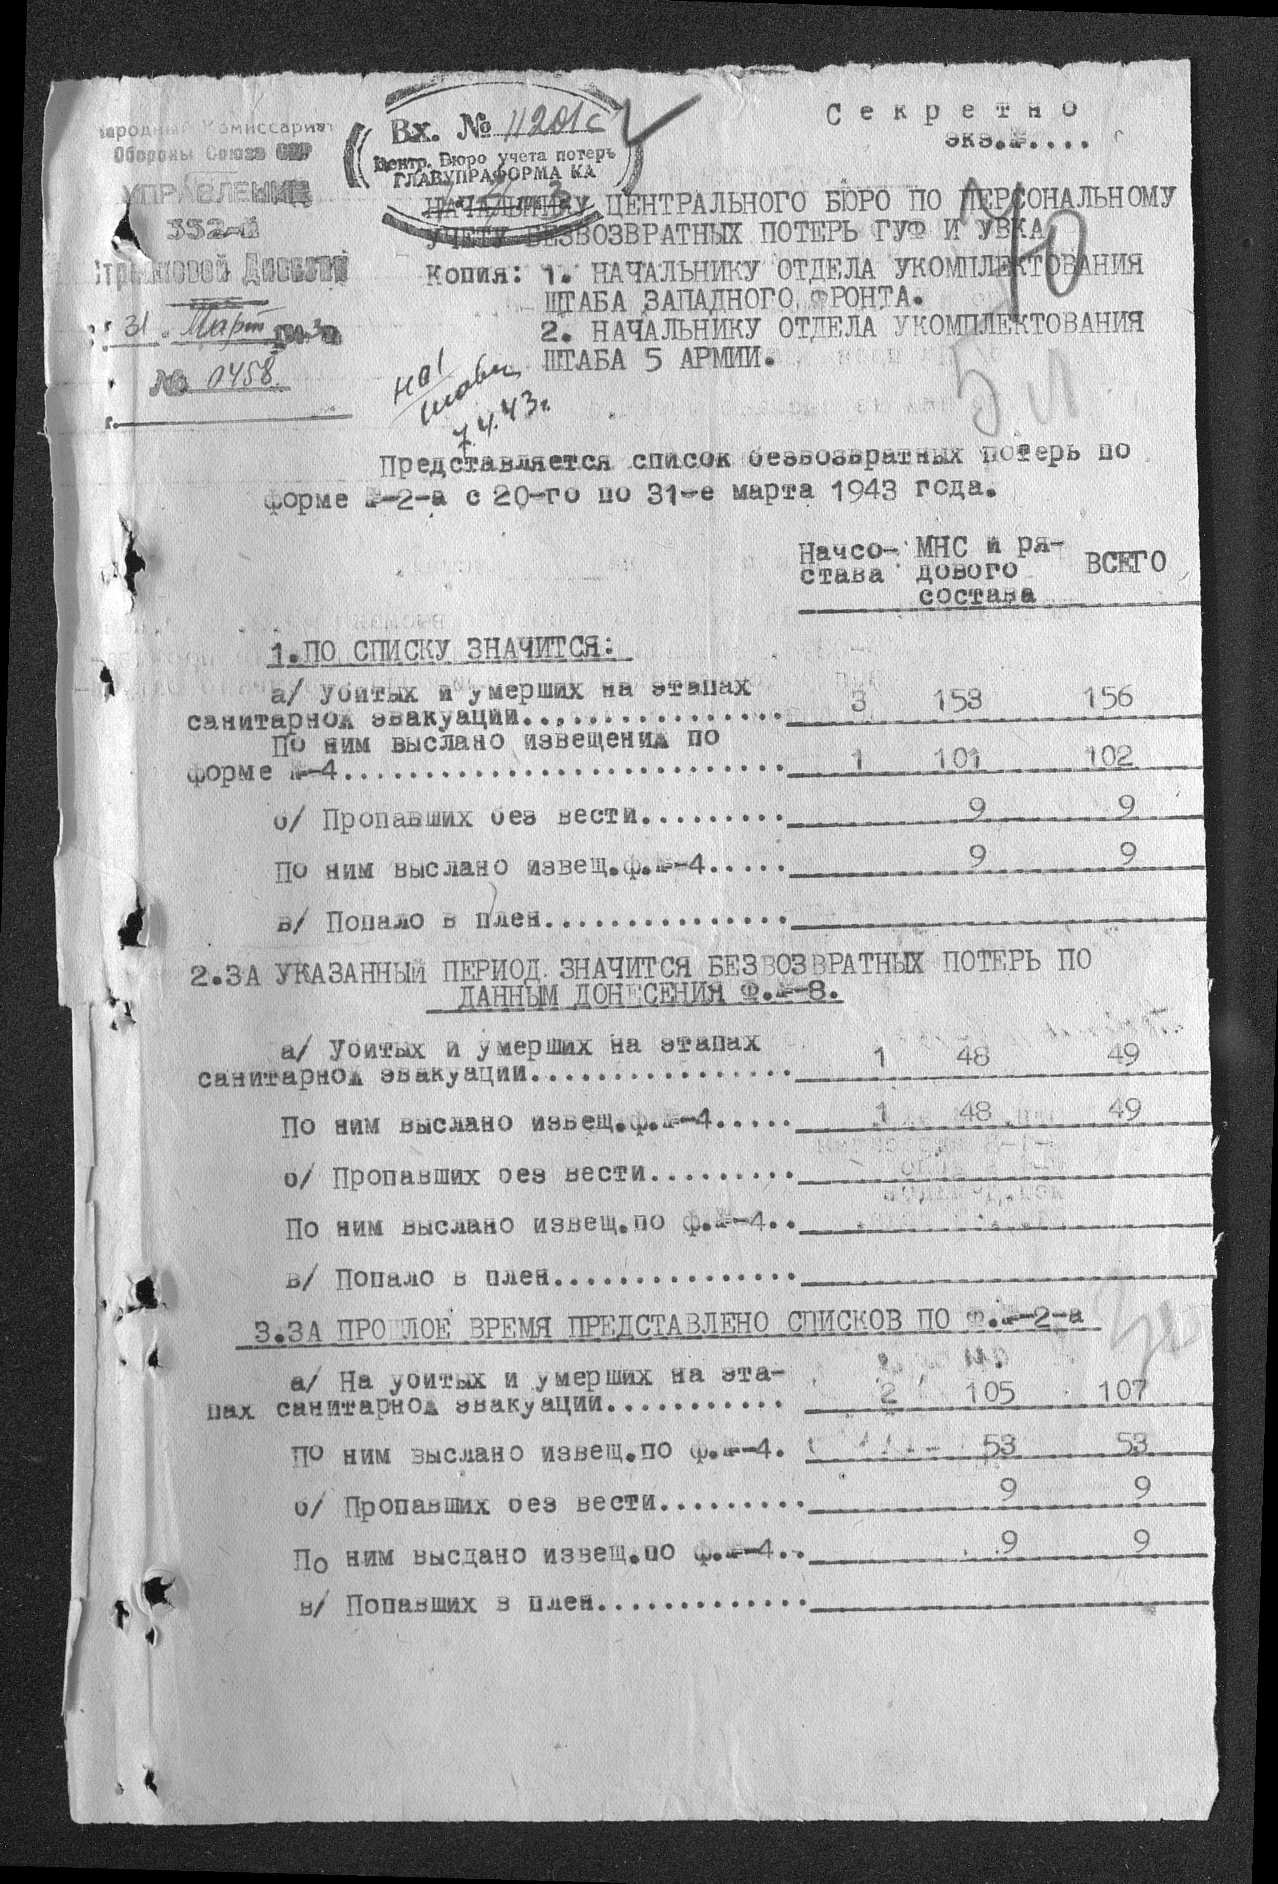 Народный Комиссариат
Обороны Союза ССР
УПРАВЛЕНИЕ
332-й
Стрелковой Дивизии
31 Март 1943 г.
№ 0458
г.
Вх. № 11201с
Центр. Бюро учета потерь
ГЛАВУПРАФОРМА КА
Секретно
экз.№....
НАЧАЛЬНИКУ ЦЕНТРАЛЬНОГО БЮРО ПО ПЕРСОНАЛЬНОМУ
УЧЕТУ БЕЗВОЗВРАТНЫХ ПОТЕРЬ ГУФ И УВКА
Копия: 1. НАЧАЛЬНИКУ ОТДЕЛА УКОМПЛЕКТОВАНИЯ
ШТАБА ЗАПАДНОГО ФРОНТА.
2. НАЧАЛЬНИКУ ОТДЕЛА УКОМПЛЕКТОВАНИЯ
ШТАБА 5 АРМИИ.
7.4.43г.
Представляется список безвозвратных потерь по
форме №-2-а с 20-го по 31-е марта 1943 года.
Начсо- МНС и ря- ВСЕГО
става дового
состава
1.ПО СПИСКУ ЗНАЧИТСЯ:
а/ Убитых и умерших на этапах
санитарной эвакуации................ 3 153 156
По ним выслано извещений по
форме №-4........................... 1 101 102
б/ Пропавших без вести......... 9 9
По ним выслано извещ.ф.№-4..... 9 9
в/ Попало в плен...............
2.ЗА УКАЗАННЫЙ ПЕРИОД ЗНАЧИТСЯ БЕЗВОЗВРАТНЫХ ПОТЕРЬ ПО
ДАННЫМ ДОНЕСЕНИЯ Ф.№-8.
а/ Убитых и умерших на этапах
санитарной эвакуации................ 1 48 49
По ним выслано извещ.ф.№-4..... 1 48 49
б/ Пропавших без вести.........
По ним выслано извещ.по ф.№-4..
в/ Попало в плен...............
3.ЗА ПРОШЛОЕ ВРЕМЯ ПРЕДСТАВЛЕНО СПИСКОВ ПО Ф.№-2-а
а/ На убитых и умерших на эта-
пах санитарной эвакуации........... 2 105 107
По ним выслано извещ.по ф.№-4. 53 53
б/ Пропавших без вести......... 9 9
По ним высдано извещ.по ф.№-4.. 9 9
в/ Попавших в плен.............